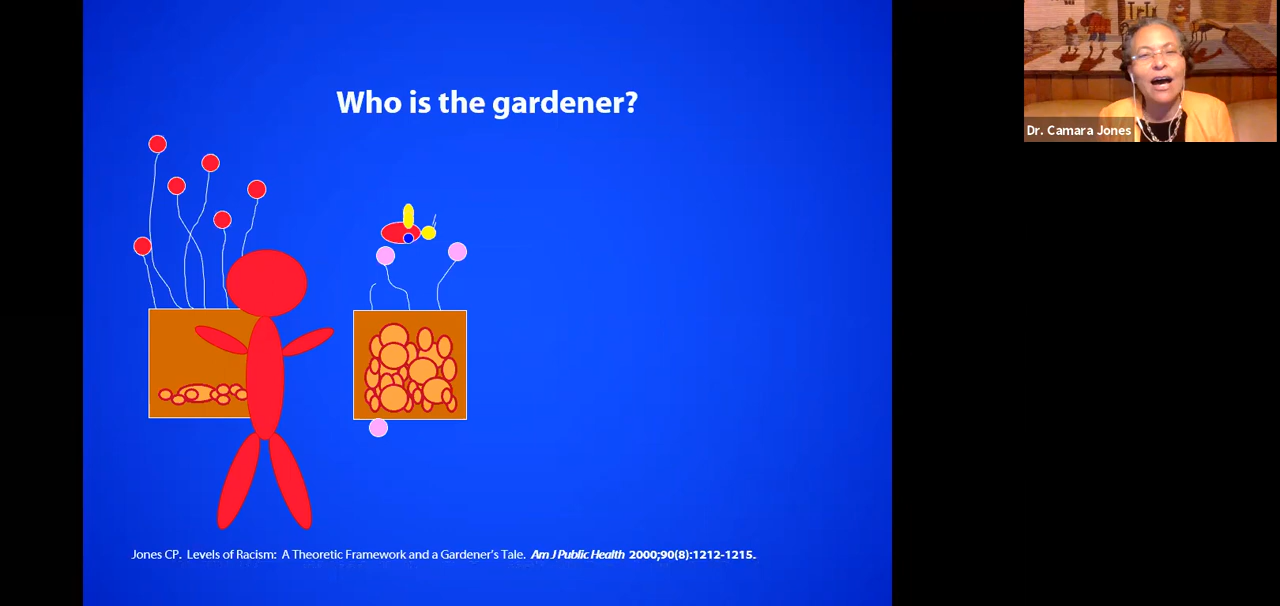 Who is the gardener?
Dr. Camara Jones
Jones CP. Levels of Racism: A Theoretic Framework and a Gardener's Tale. Am J Public Health 2000;90(8):1212-1215.